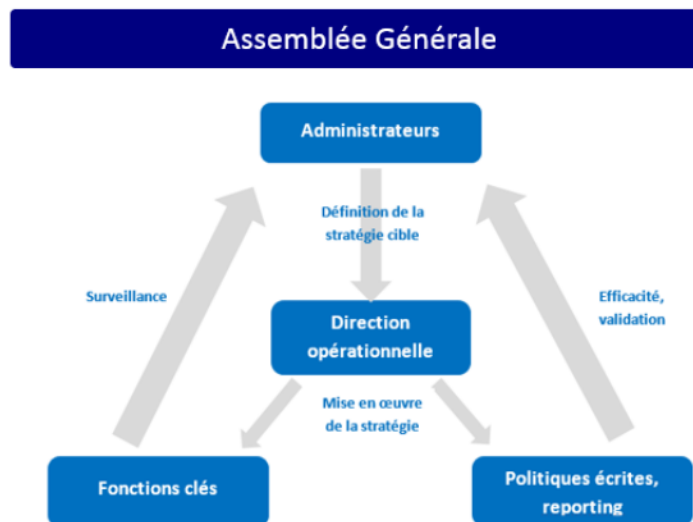 Assemblée Générale
Administrateurs
Définition de la
stratégie cible
Surveillance
Efficacité,
validation
Direction
opérationnelle
Mise en œuvre
de la stratégie
Fonctions clés
Politiques écrites,
reporting